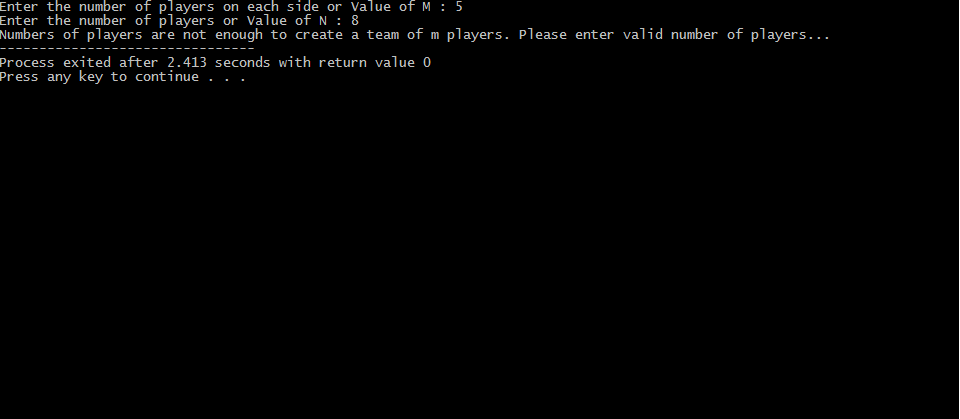 Enter the number of players on each side or Value of M : 5
Enter the number of players or Value of N : 8
Numbers of players are not enough to create a team of m players. Please enter valid number of players...
--------------------------------
Process exited after 2.413 seconds with return value 0
Press any key to continue . . .